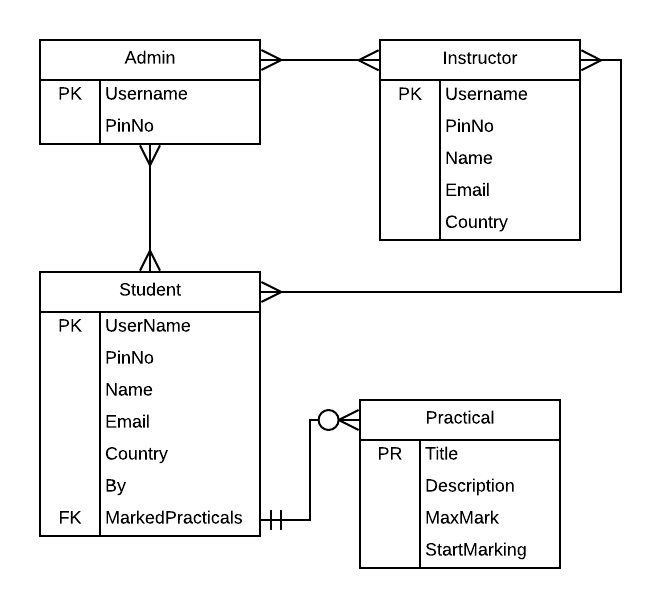 Admin
PK Username
PinNo
Instructor
PK Username
PinNo
Name
Email
Country
Student
PK UserName
PinNo
Name
Email
Country
By
FK MarkedPracticals
Practical
PR Title
Description
MaxMark
StartMarking